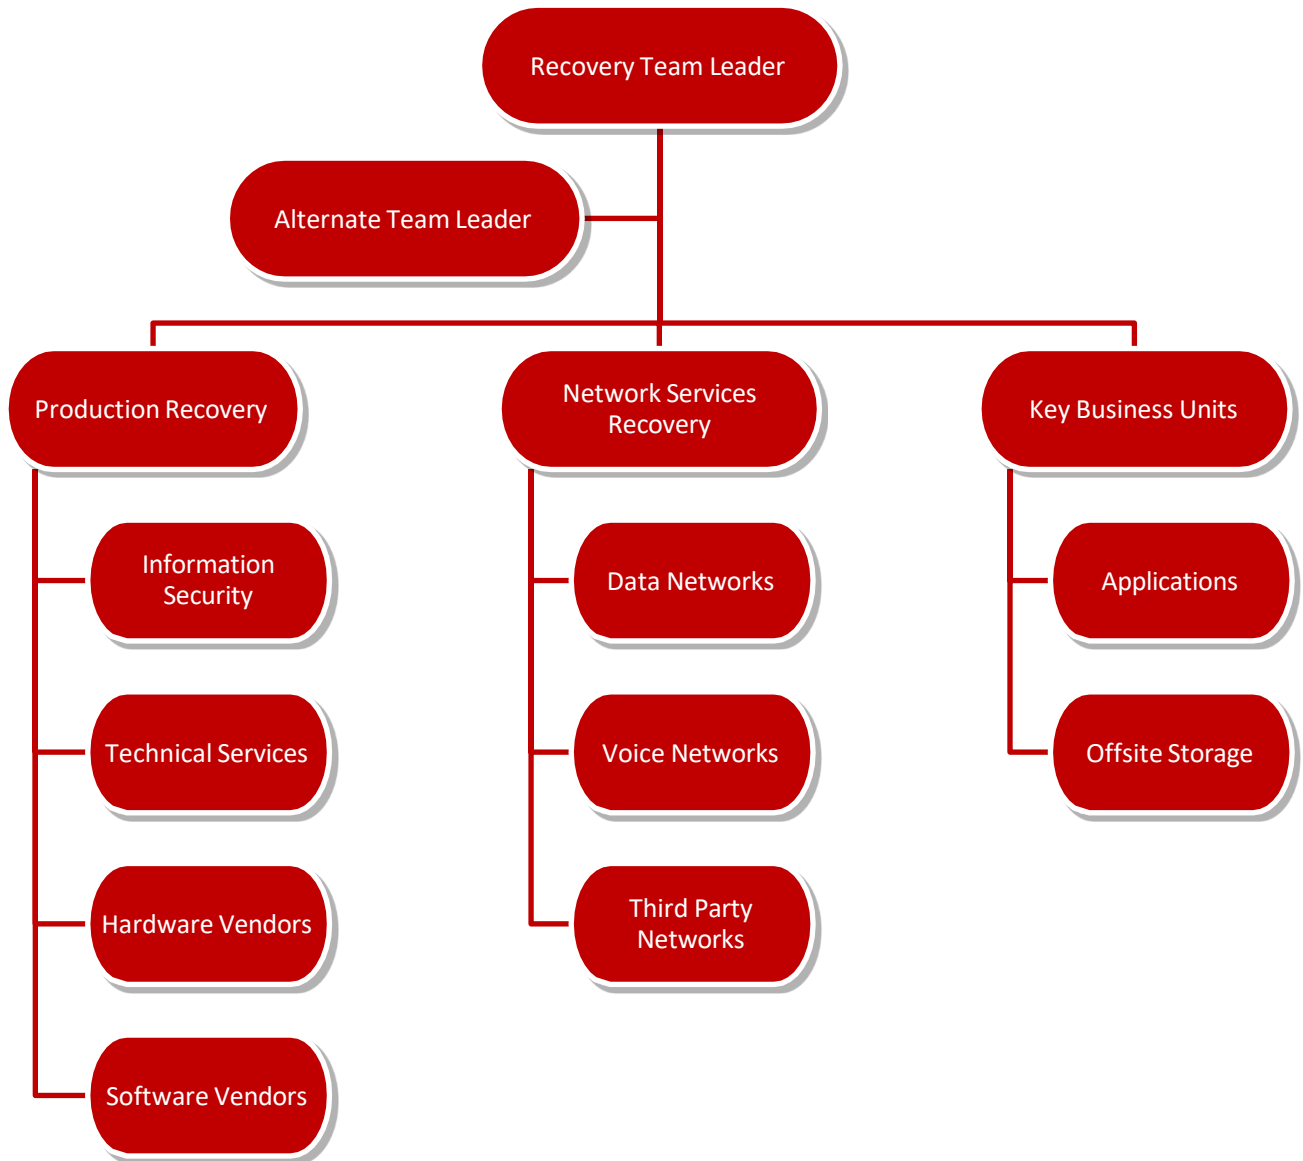 Recovery Team Leader
Alternate Team Leader
Production Recovery
Network Services
Recovery
Key Business Units
Information
Security
Data Networks
Applications
Technical Services
Voice Networks
Offsite Storage
Hardware Vendors
Third Party
Networks
Software Vendors